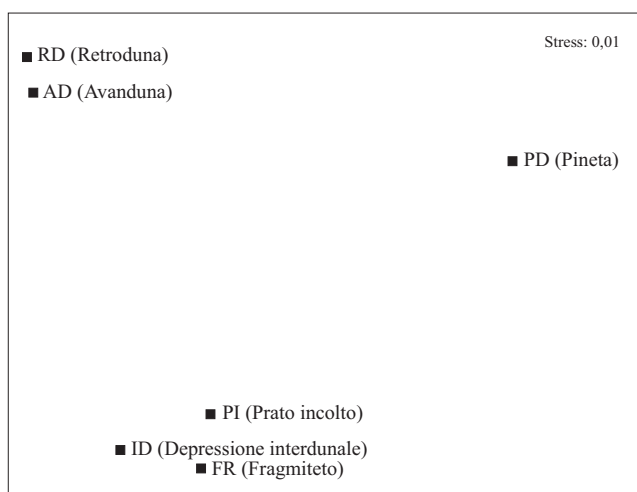 Stress: 0,01
RD (Retroduna)
AD (Avanduna)
PD (Pineta)
PI (Prato incolto)
ID (Depressione interdunale)
FR (Fragmiteto)